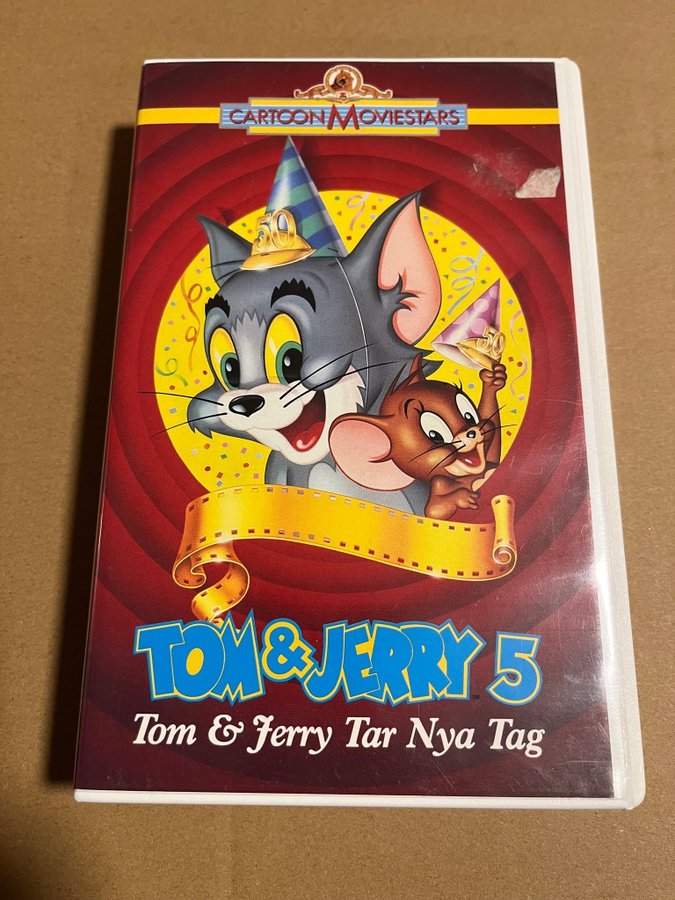 CARTOON MOVIESTARS
50
50
TOM & JERRY 5
Tom & Jerry Tar Nya Tag